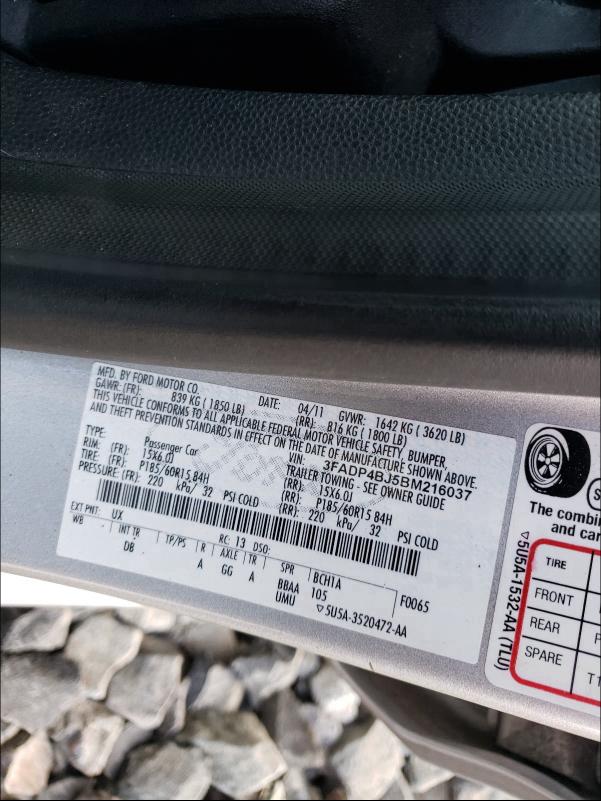 MFD. BY FORD MOTOR CO.
DATE: 04/11 GVWR: 1642 KG ( 3620 LB)
GAWR: (FR): 839 KG ( 1850 LB) (RR): 816 KG ( 1800 LB)
THIS VEHICLE CONFORMS TO ALL APPLICABLE FEDERAL MOTOR VEHICLE SAFETY, BUMPER,
AND THEFT PREVENTION STANDARDS IN EFFECT ON THE DATE OF MANUFACTURE SHOWN ABOVE.
VIN: 3FADP4BJ5BM216037
TYPE: Passenger Car TRAILER TOWING - SEE OWNER GUIDE
RIM: (FR): 15X6.0J (RR): 15X6.0J
TIRE: (FR): P185/60R15 84H (RR): P185/60R15 84H
PRESSURE: (FR): 220 kPa/ 32 PSI COLD (RR): 220 kPa/ 32 PSI COLD
EXT PNT: UX RC: 13 DSO: F0065
WB - INT TR TP/PS R AXLE TR SPR BCH1A
DB A GG A BBAA 105
UMU ▽5U5A-3520472-AA
The combin
and car
TIRE
FRONT
REAR P
SPARE T1
▽5U5A-1532-AA (TL0)